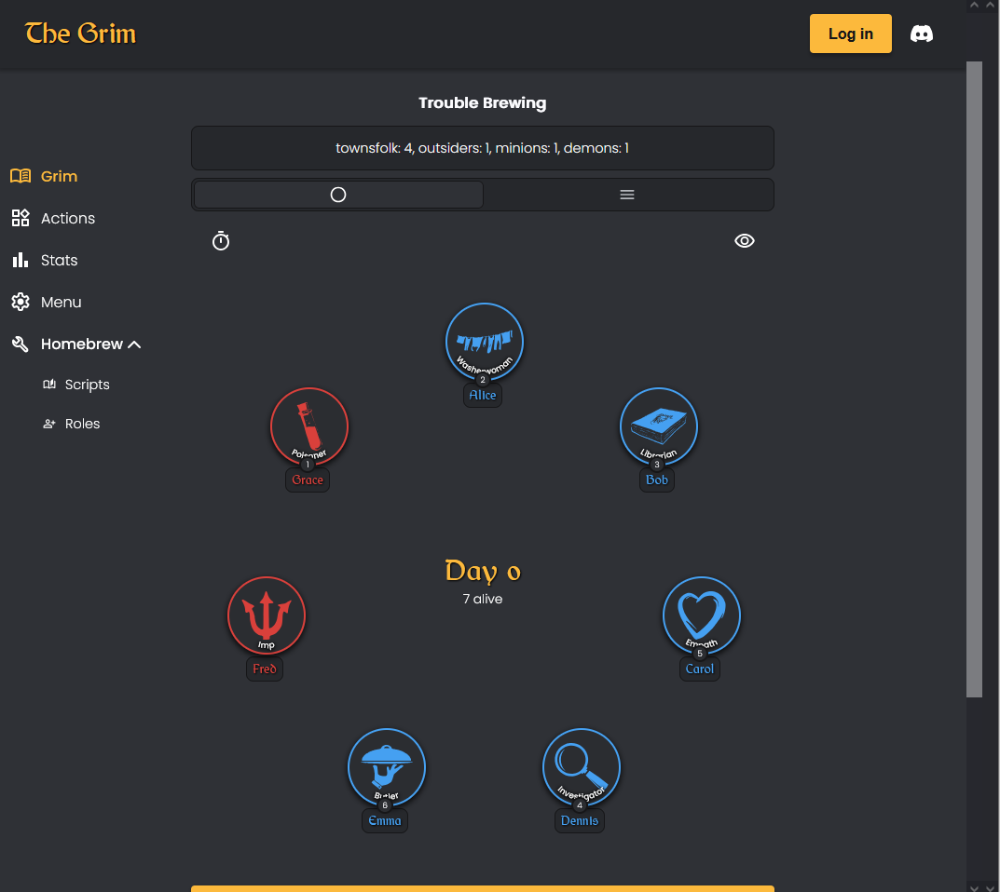 The Grim
Log in
Trouble Brewing
townsfolk: 4, outsiders: 1, minions: 1, demons: 1
Grim
Actions
Stats
Menu
Homebrew
Scripts
Roles
Washerwoman
2
Alice
Poisoner
1
Grace
Librarian
3
Bob
Day 0
7 alive
Imp
Fred
Empath
5
Carol
Butler
6
Emma
Investigator
4
Dennis